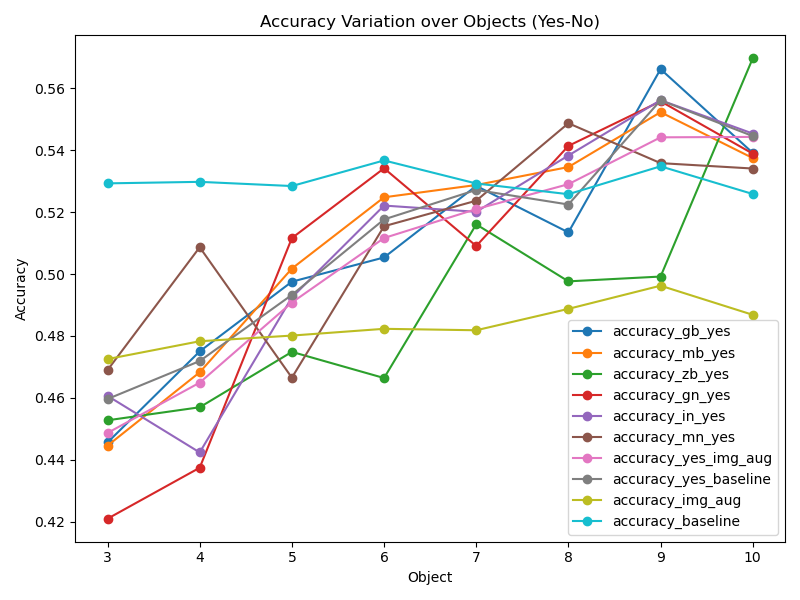 Accuracy Variation over Objects (Yes-No)
Accuracy
0.56
0.54
0.52
0.50
0.48
0.46
0.44
0.42
accuracy_gb_yes
accuracy_mb_yes
accuracy_zb_yes
accuracy_gn_yes
accuracy_in_yes
accuracy_mn_yes
accuracy_yes_img_aug
accuracy_yes_baseline
accuracy_img_aug
accuracy_baseline
3 4 5 6 7 8 9 10
Object